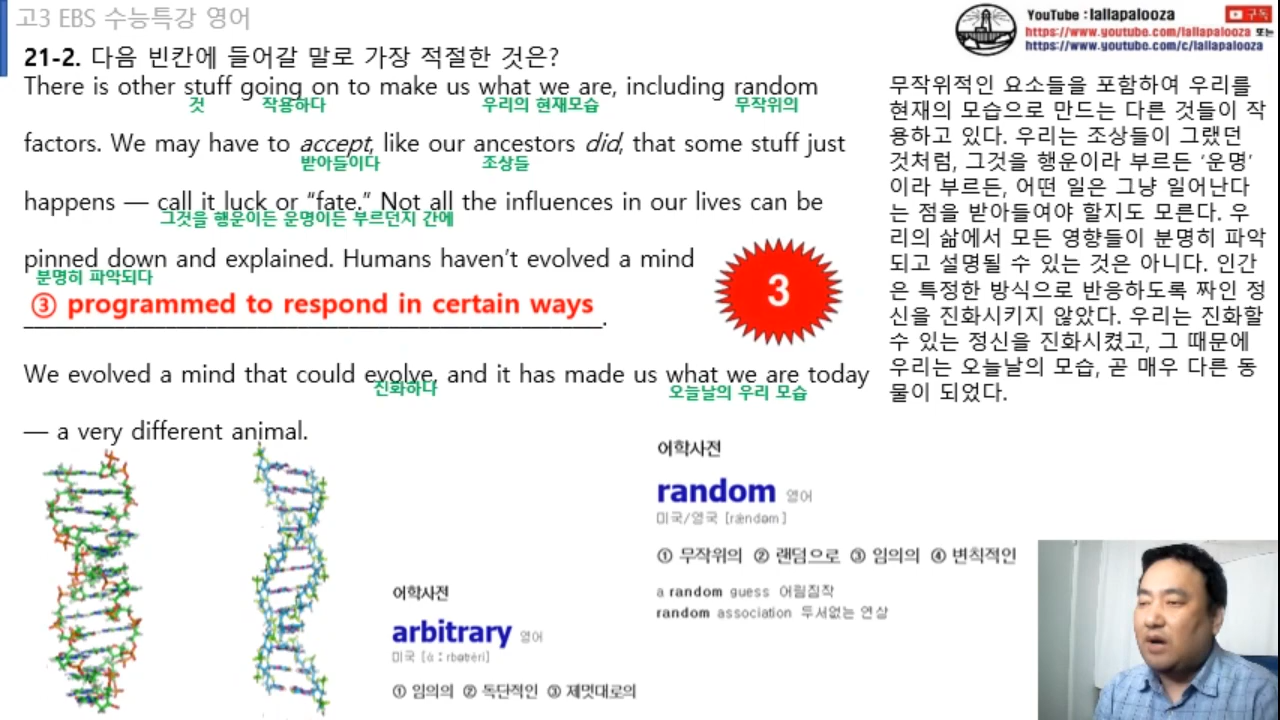 고3 EBS 수능특강 영어
YouTube : lallapalooza
구독
https://www.youtube.com/lallapalooza 또는
https://www.youtube.com/c/lallapalooza
21-2. 다음 빈칸에 들어갈 말로 가장 적절한 것은?
There is other stuff going on to make us what we are, including random
것 작용하다 우리의 현재모습 무작위의
factors. We may have to accept, like our ancestors did, that some stuff just
받아들이다 조상들
happens — call it luck or “fate.” Not all the influences in our lives can be
그것을 행운이든 운명이든 부르던지 간에
pinned down and explained. Humans haven’t evolved a mind
분명히 파악되다
③ programmed to respond in certain ways
.
3
We evolved a mind that could evolve, and it has made us what we are today
진화하다 오늘날의 우리 모습
— a very different animal.
무작위적인 요소들을 포함하여 우리를
현재의 모습으로 만드는 다른 것들이 작
용하고 있다. 우리는 조상들이 그랬던
것처럼, 그것을 행운이라 부르든 ‘운명’
이라 부르든, 어떤 일은 그냥 일어난다
는 점을 받아들여야 할지도 모른다. 우
리의 삶에서 모든 영향들이 분명히 파악
되고 설명될 수 있는 것은 아니다. 인간
은 특정한 방식으로 반응하도록 짜인 정
신을 진화시키지 않았다. 우리는 진화할
수 있는 정신을 진화시켰고, 그 때문에
우리는 오늘날의 모습, 곧 매우 다른 동
물이 되었다.
어학사전
random 영어
미국/영국 [rǽndəm]
① 무작위의 ② 랜덤으로 ③ 임의의 ④ 변칙적인
a random guess 어림짐작
random association 두서없는 연상
어학사전
arbitrary 영어
미국 [ɑ́ːrbətrèri]
① 임의의 ② 독단적인 ③ 제멋대로의